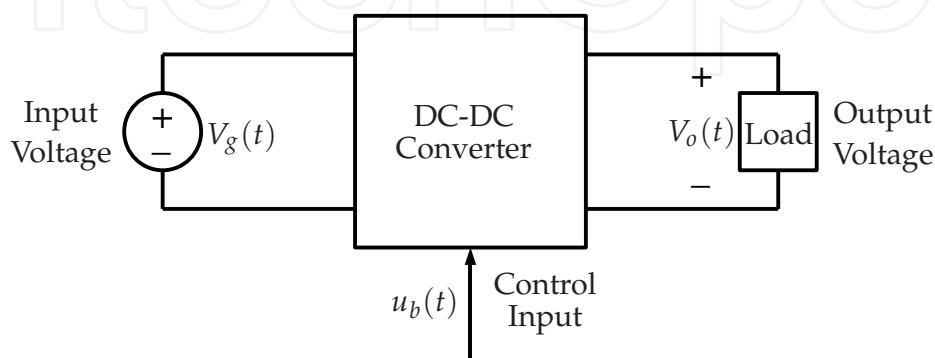 Input
Voltage
+
−
V_g(t)
DC-DC
Converter
+
V_o(t)
−
Load
Output
Voltage
u_b(t)
Control
Input